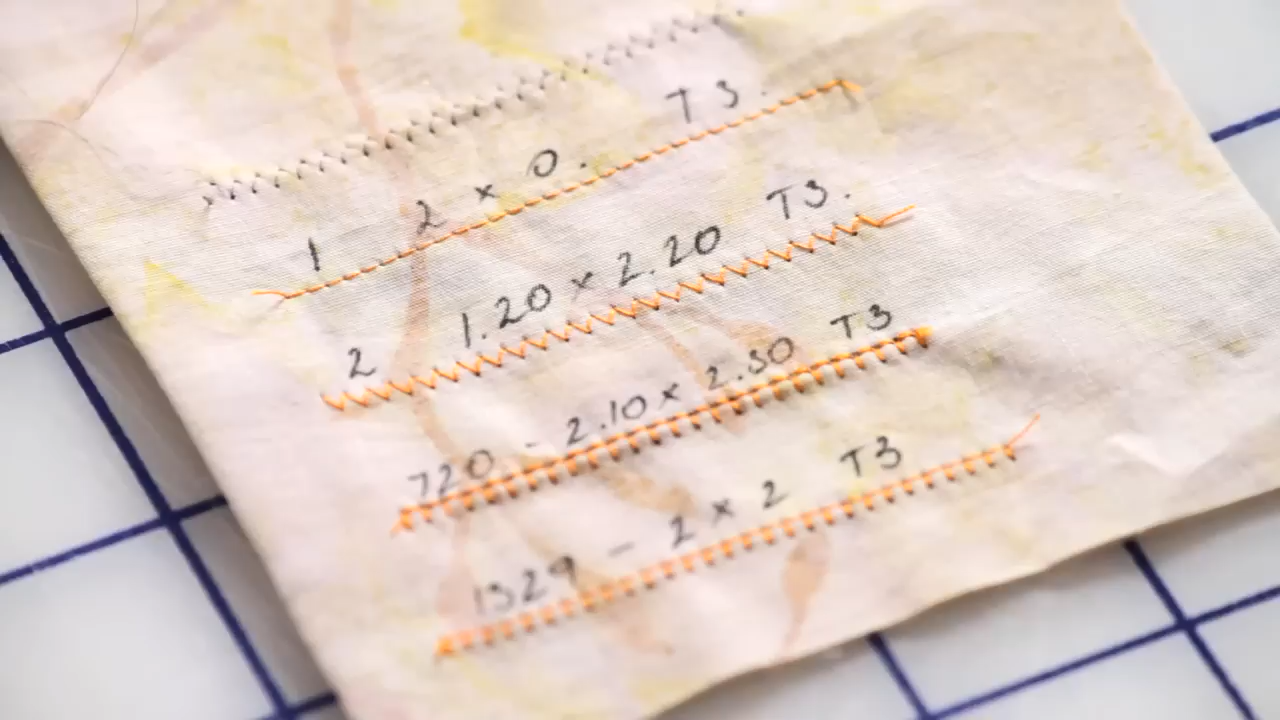 1 2 x 0. T3.
2 1.20 x 2.20 T3.
720 - 2.10 x 2.30 T3
1329 - 2 x 2 T3